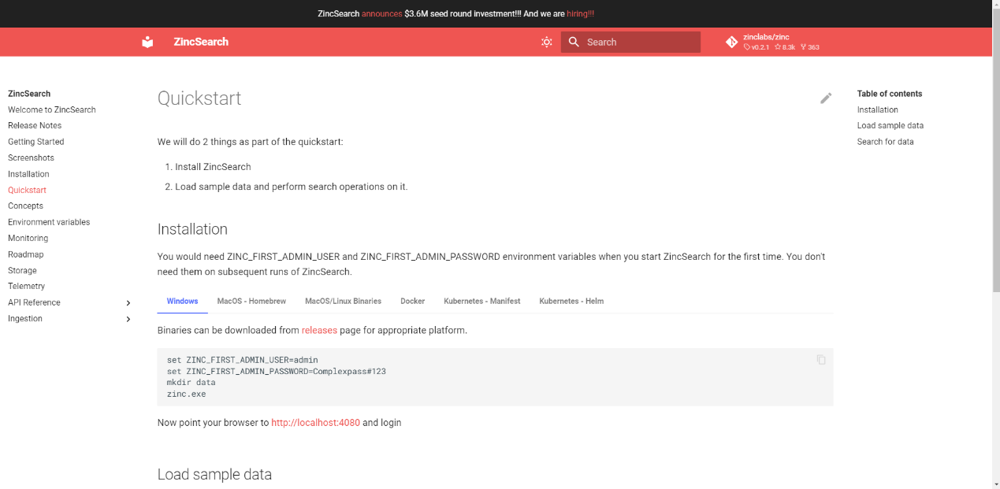 ZincSearch announces $3.6M seed round investment!!! And we are hiring!!!
ZincSearch
Search
zinclabs/zinc
v0.2.1 8.3k 363
ZincSearch
Welcome to ZincSearch
Release Notes
Getting Started
Screenshots
Installation
Quickstart
Concepts
Environment variables
Monitoring
Roadmap
Storage
Telemetry
API Reference
Ingestion
Quickstart
We will do 2 things as part of the quickstart:
1. Install ZincSearch
2. Load sample data and perform search operations on it.
Installation
You would need ZINC_FIRST_ADMIN_USER and ZINC_FIRST_ADMIN_PASSWORD environment variables when you start ZincSearch for the first time. You don't
need them on subsequent runs of ZincSearch.
Windows MacOS - Homebrew MacOS/Linux Binaries Docker Kubernetes - Manifest Kubernetes - Helm
Binaries can be downloaded from releases page for appropriate platform.
set ZINC_FIRST_ADMIN_USER=admin
set ZINC_FIRST_ADMIN_PASSWORD=Complexpass#123
mkdir data
zinc.exe
Now point your browser to http://localhost:4080 and login
Load sample data
Table of contents
Installation
Load sample data
Search for data